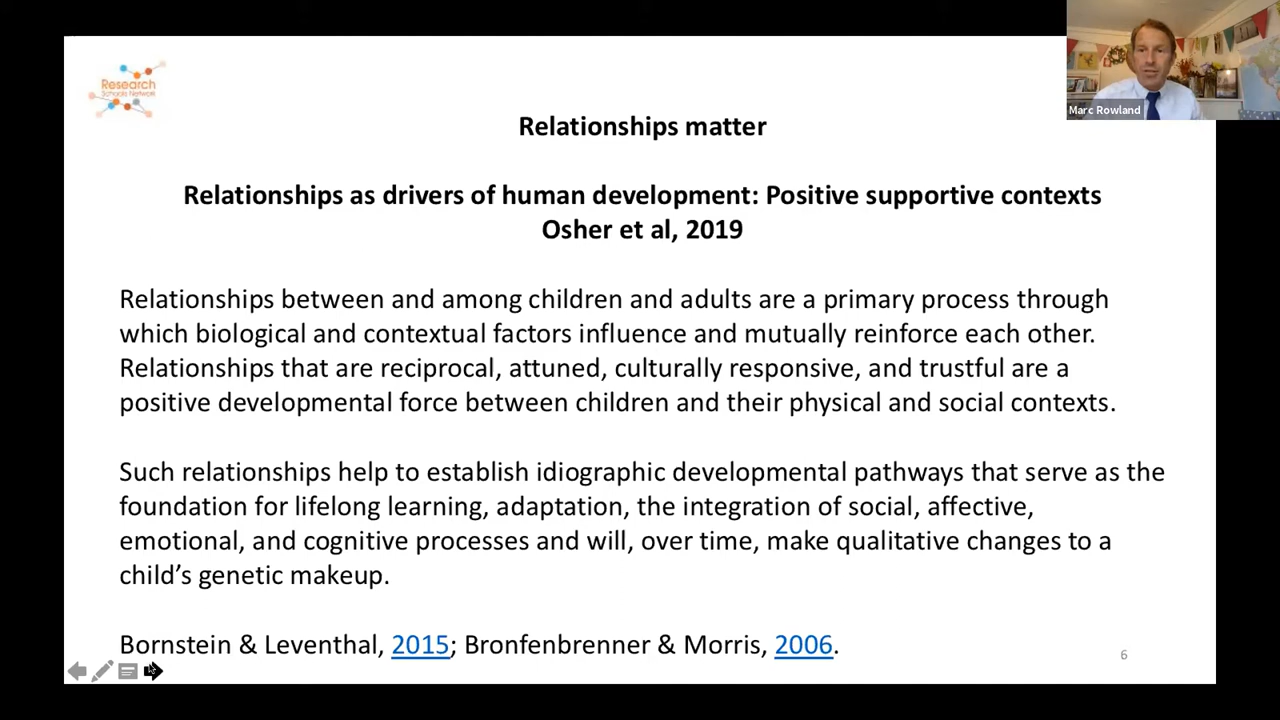 Research
Schools Network
Marc Rowland
Relationships matter
Relationships as drivers of human development: Positive supportive contexts
Osher et al, 2019
Relationships between and among children and adults are a primary process through
which biological and contextual factors influence and mutually reinforce each other.
Relationships that are reciprocal, attuned, culturally responsive, and trustful are a
positive developmental force between children and their physical and social contexts.
Such relationships help to establish idiographic developmental pathways that serve as the
foundation for lifelong learning, adaptation, the integration of social, affective,
emotional, and cognitive processes and will, over time, make qualitative changes to a
child’s genetic makeup.
Bornstein & Leventhal, 2015; Bronfenbrenner & Morris, 2006.
6